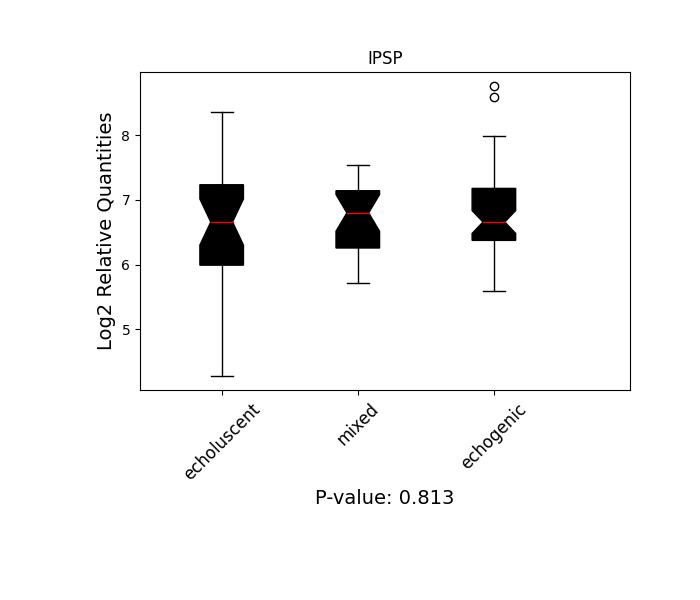 IPSP
Log2 Relative Quantities
8
7
6
5
echoluscent
mixed
echogenic
P-value: 0.813